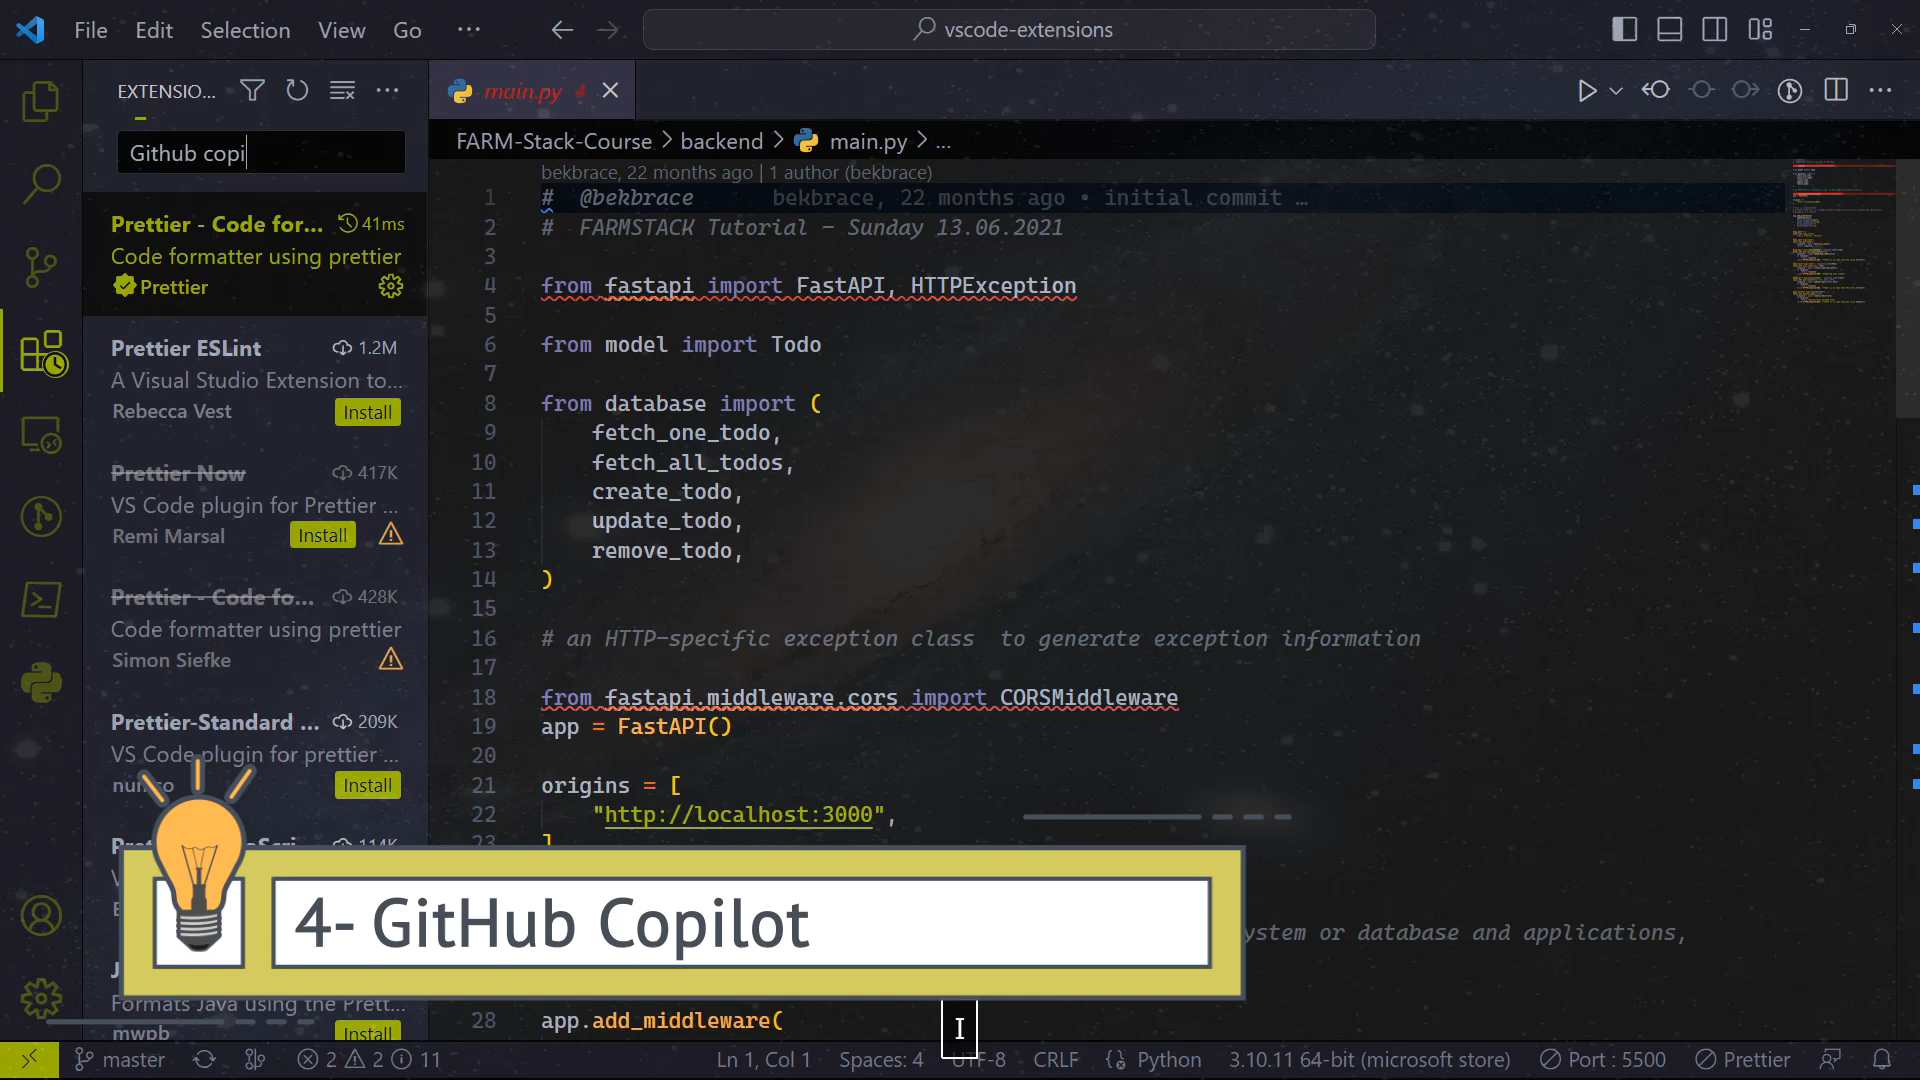 File Edit Selection View Go ...
vscode-extensions
EXTENSIO...
main.py 4
Github copi
FARM-Stack-Course > backend > main.py > ...
bekbrace, 22 months ago | 1 author (bekbrace)
1 # @bekbrace bekbrace, 22 months ago • initial commit …
2 # FARMSTACK Tutorial - Sunday 13.06.2021
3
4 from fastapi import FastAPI, HTTPException
5
6 from model import Todo
7
8 from database import (
9 fetch_one_todo,
10 fetch_all_todos,
11 create_todo,
12 update_todo,
13 remove_todo,
14 )
15
16 # an HTTP-specific exception class to generate exception information
17
18 from fastapi.middleware.cors import CORSMiddleware
19 app = FastAPI()
20
21 origins = [
22 "http://localhost:3000",
23 ]
ystem or database and applications,
28 app.add_middleware(
Prettier - Code for... 41ms
Code formatter using prettier
Prettier
Prettier ESLint 1.2M
A Visual Studio Extension to...
Rebecca Vest Install
Prettier Now 417K
VS Code plugin for Prettier ...
Remi Marsal Install
Prettier - Code fo... 428K
Code formatter using prettier
Simon Siefke
Prettier-Standard ... 209K
VS Code plugin for prettier ...
Install
114K
4- GitHub Copilot
Formats Java using the Prett...
mwpb Install
master 2 2 11 Ln 1, Col 1 Spaces: 4 UTF-8 CRLF Python 3.10.11 64-bit (microsoft store) Port : 5500 Prettier